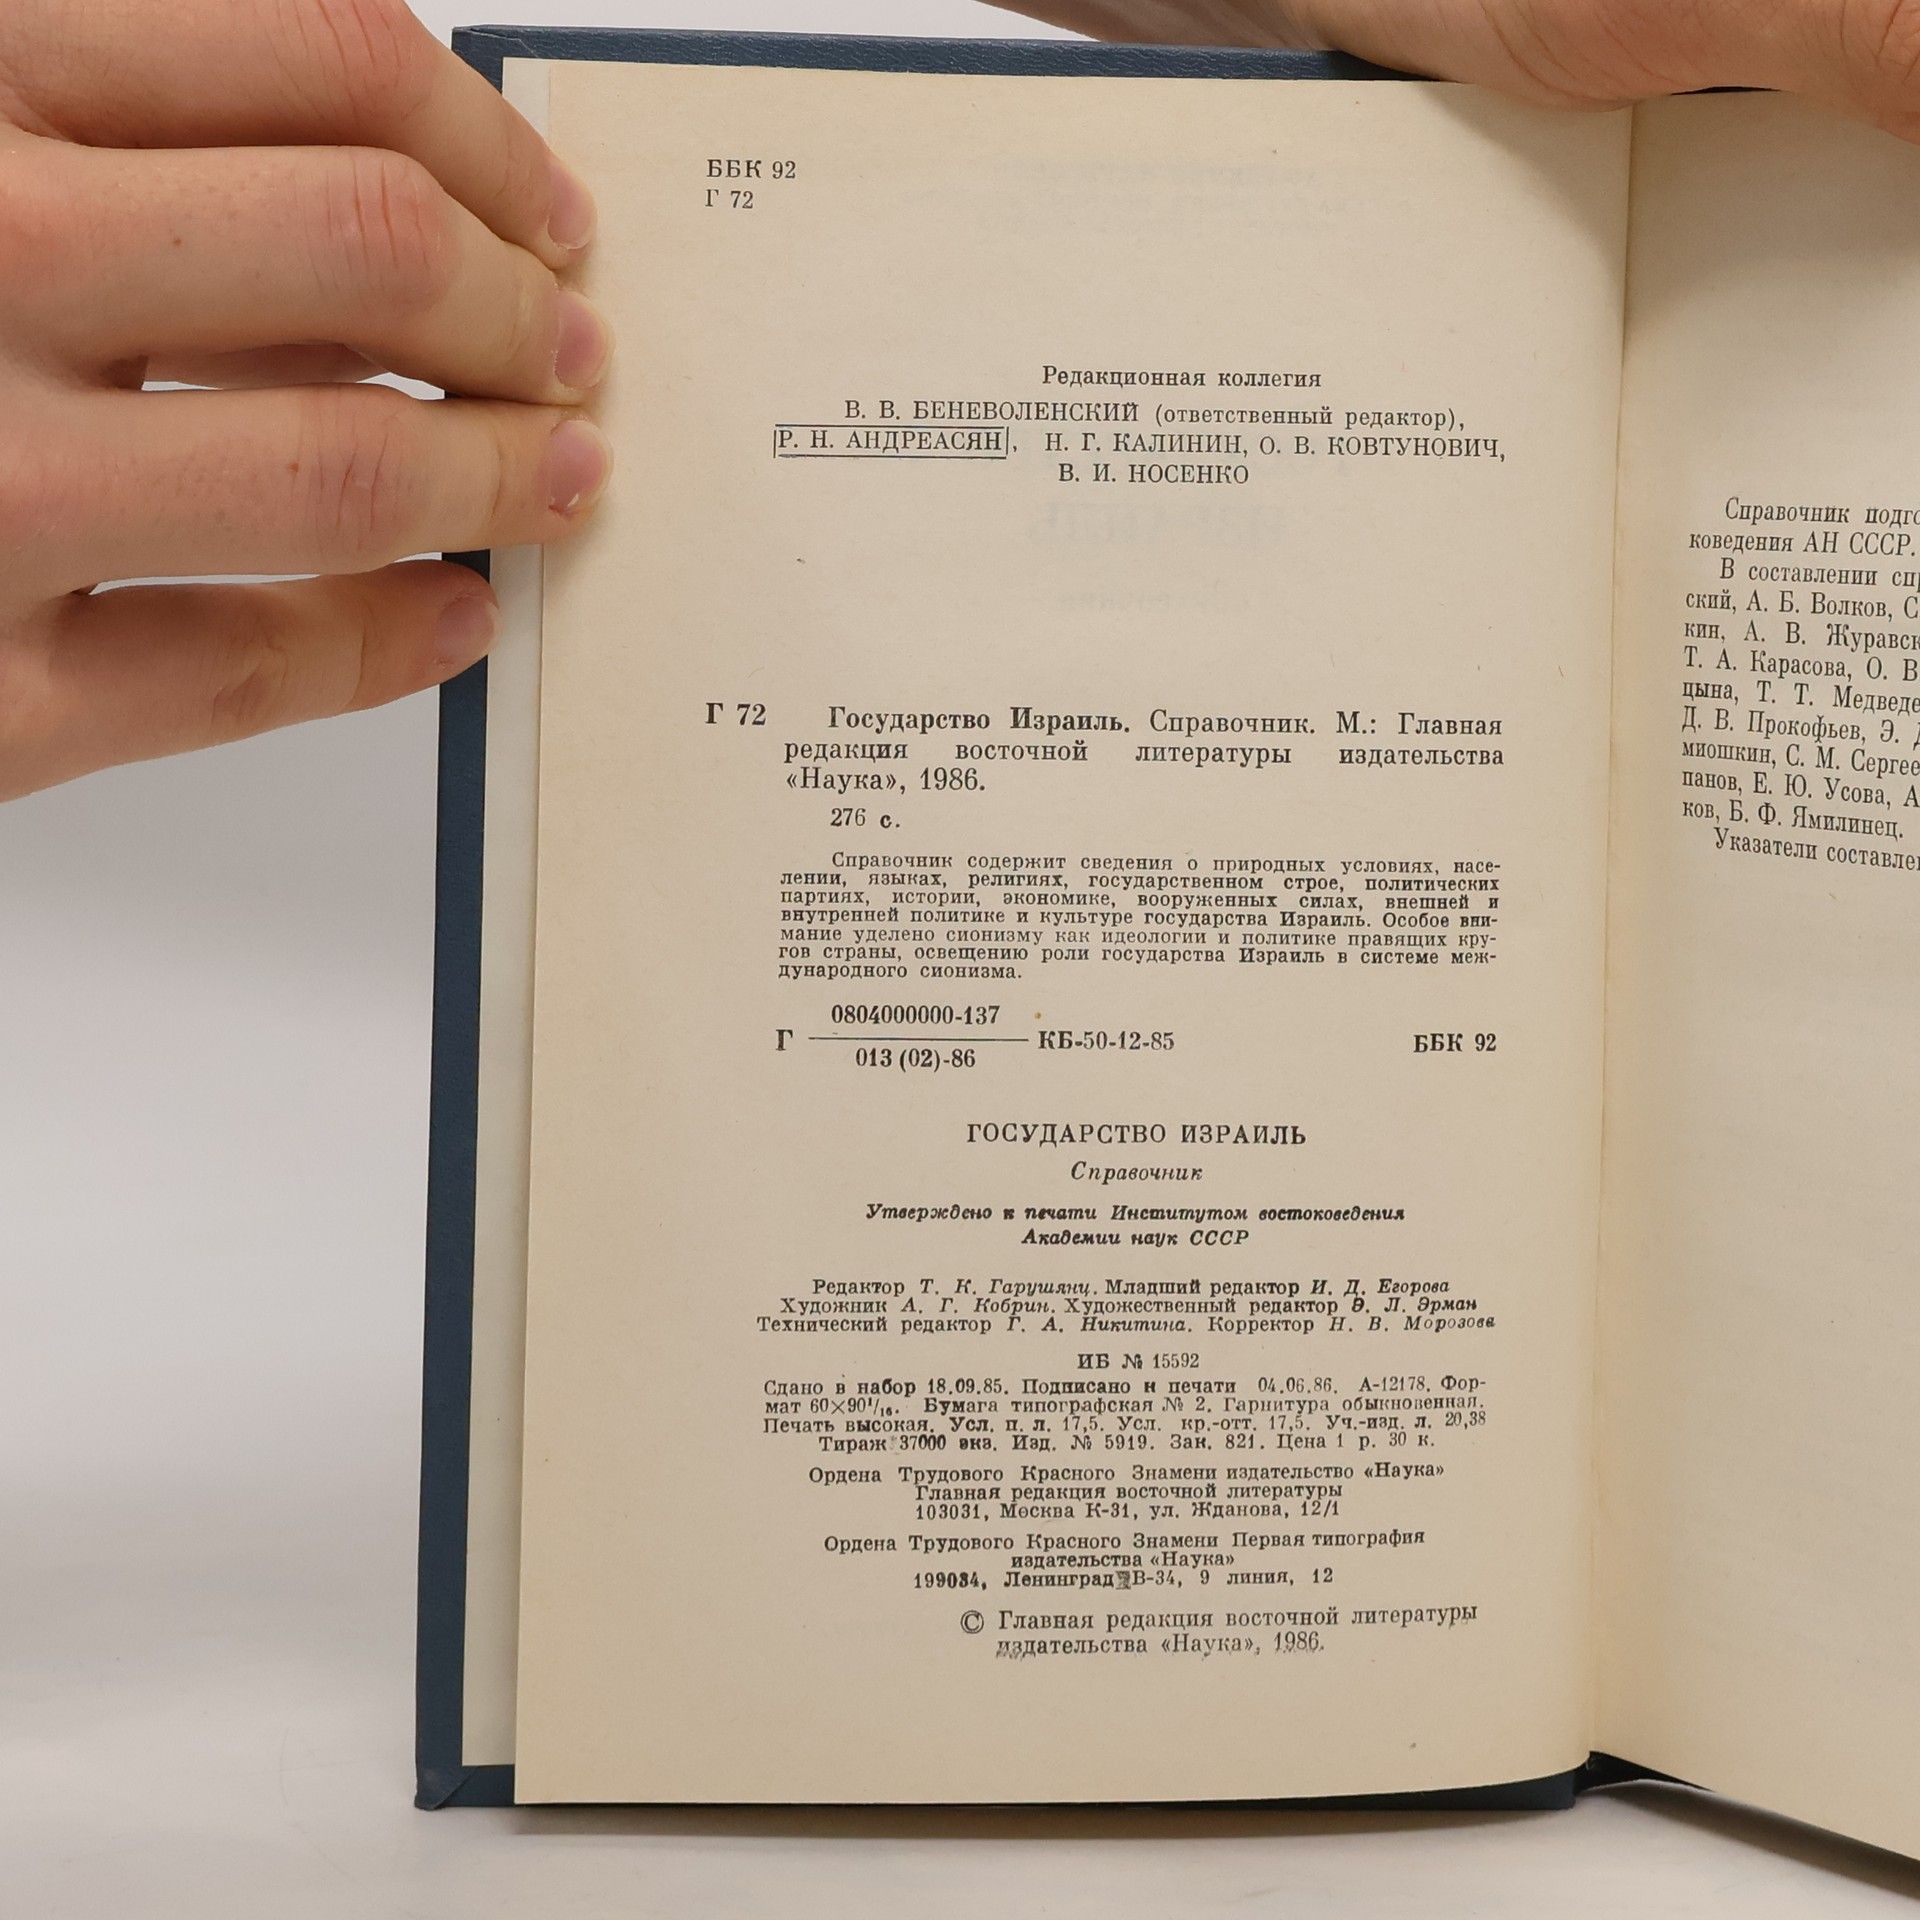 ББК 92
Г 72
Редакционная коллегия
В. В. БЕНЕВОЛЕНСКИЙ (ответственный редактор),
Р. Н. АНДРЕАСЯН, Н. Г. КАЛИНИН, О. В. КОВТУНОВИЧ,
В. И. НОСЕНКО
Г 72 Государство Израиль. Справочник. М.: Главная
редакция восточной литературы издательства
«Наука», 1986.
276 с.
Справочник содержит сведения о природных условиях, насе-
лении, языках, религиях, государственном строе, политических
партиях, истории, экономике, вооруженных силах, внешней и
внутренней политике и культуре государства Израиль. Особое вни-
мание уделено сионизму как идеологии и политике правящих кру-
гов страны, освещению роли государства Израиль в системе меж-
дународного сионизма.
0804000000-137
Г КБ-50-12-85 ББК 92
013 (02)-86
ГОСУДАРСТВО ИЗРАИЛЬ
Справочник
Утверждено к печати Институтом востоковедения
Академии наук СССР
Редактор Т. К. Гарушянц. Младший редактор И. Д. Егорова
Художник А. Г. Кобрин. Художественный редактор Э. Л. Эрман
Технический редактор Г. А. Никитина. Корректор Н. В. Морозова
ИБ № 15592
Сдано в набор 18.09.85. Подписано к печати 04.06.86. А-12178. Фор-
мат 60×90¹/₁₆. Бумага типографская № 2. Гарнитура обыкновенная.
Печать высокая. Усл. п. л. 17,5. Усл. кр.-отт. 17,5. Уч.-изд. л. 20,38
Тираж 37000 экз. Изд. № 5919. Зак. 821. Цена 1 р. 30 к.
Ордена Трудового Красного Знамени издательство «Наука»
Главная редакция восточной литературы
103031, Москва К-31, ул. Жданова, 12/1
Ордена Трудового Красного Знамени Первая типография
издательства «Наука»
199034, Ленинград В-34, 9 линия, 12
© Главная редакция восточной литературы
издательства «Наука», 1986.
Справочник
коведения АН СССР.
В составлении
ский, А. Б. Волков, С
кин, А. В.
Т. А. Карасова, О. В
цына, Т. Т.
Д. В. Прокофьев, Э.
миошкин, С. М.
панов, Е. Ю. Усова, А
ков, Б. Ф. Ямилинец.
Указатели